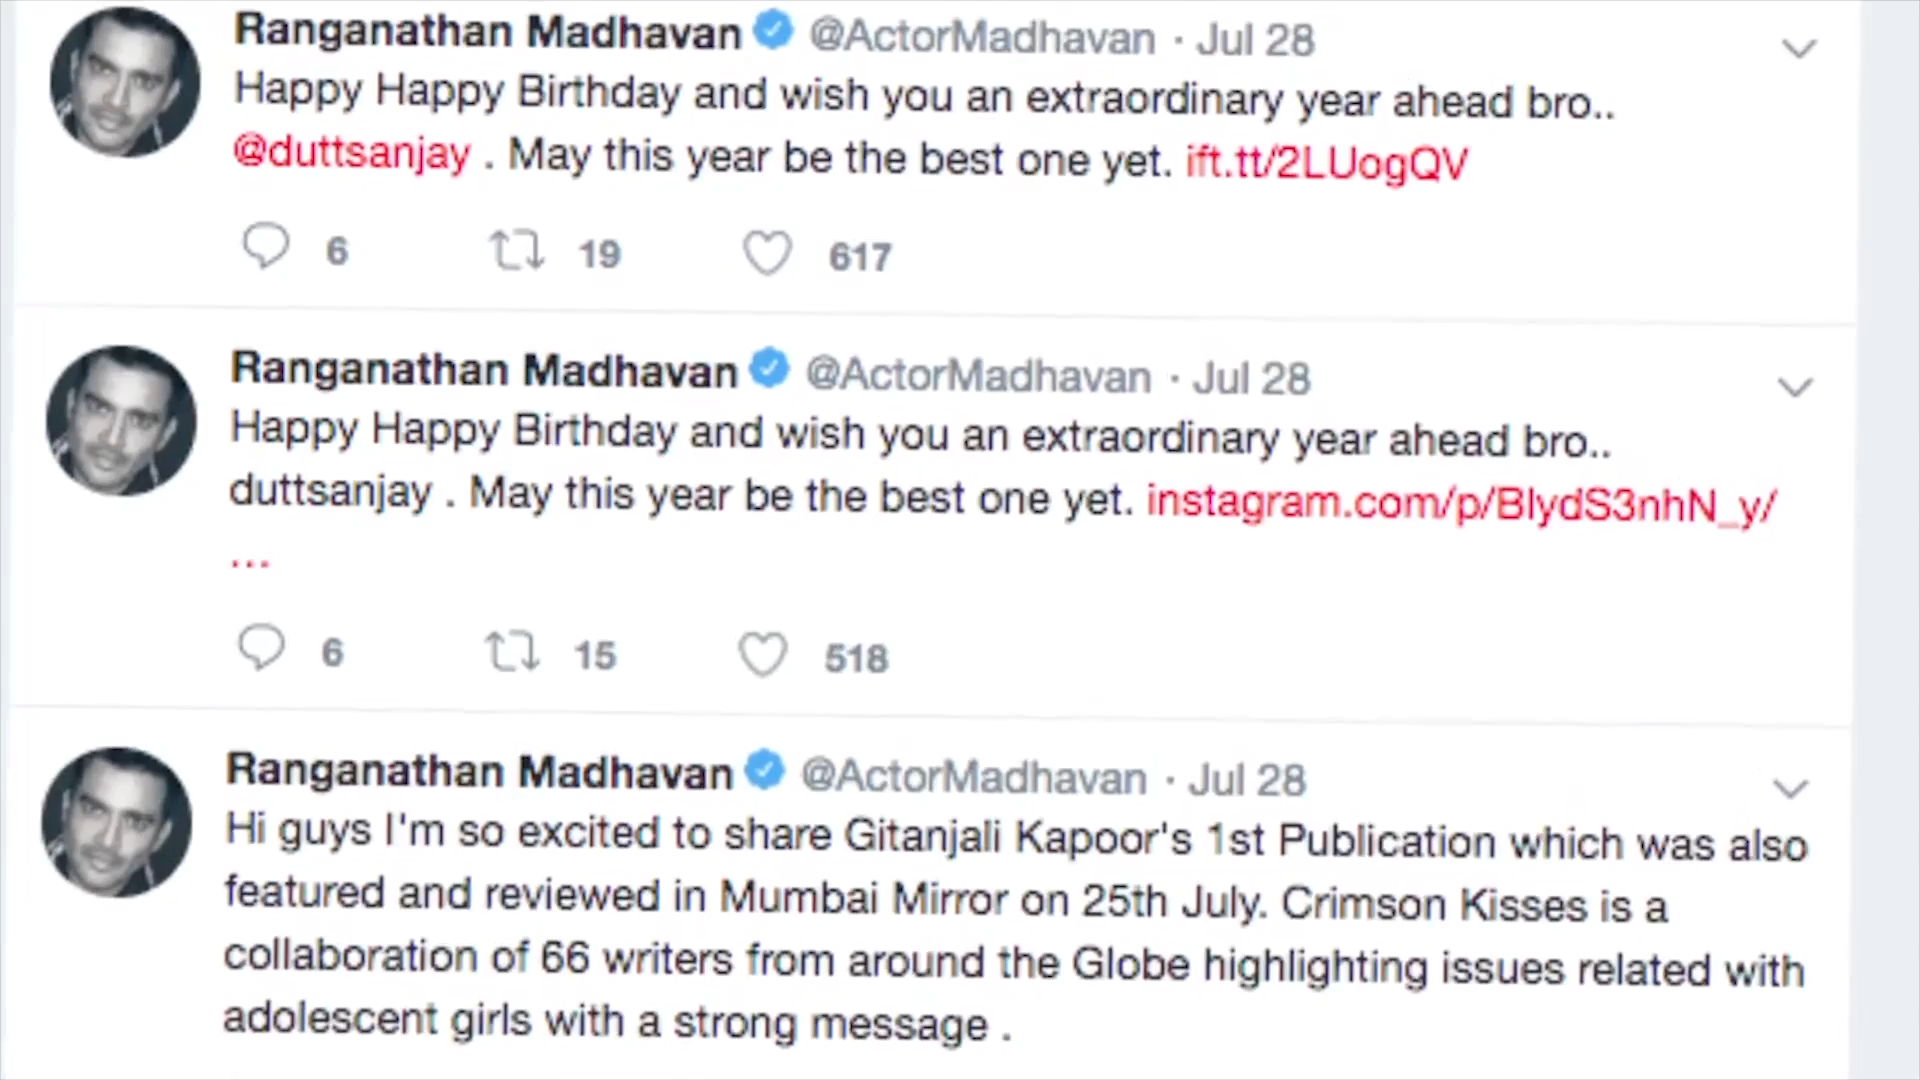 Ranganathan Madhavan @ActorMadhavan · Jul 28
Happy Happy Birthday and wish you an extraordinary year ahead bro..
@duttsanjay . May this year be the best one yet. ift.tt/2LUogQV
6 19 617
Ranganathan Madhavan @ActorMadhavan · Jul 28
Happy Happy Birthday and wish you an extraordinary year ahead bro..
duttsanjay . May this year be the best one yet. instagram.com/p/BlydS3nhN_y/
...
6 15 518
Ranganathan Madhavan @ActorMadhavan · Jul 28
Hi guys I'm so excited to share Gitanjali Kapoor's 1st Publication which was also
featured and reviewed in Mumbai Mirror on 25th July. Crimson Kisses is a
collaboration of 66 writers from around the Globe highlighting issues related with
adolescent girls with a strong message .